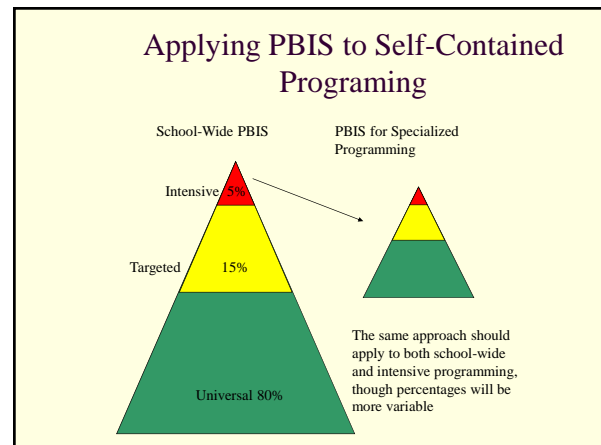 Applying PBIS to Self-Contained
Programing
School-Wide PBIS
PBIS for Specialized
Programming
Intensive 5%
Targeted 15%
Universal 80%
The same approach should
apply to both school-wide
and intensive programming,
though percentages will be
more variable